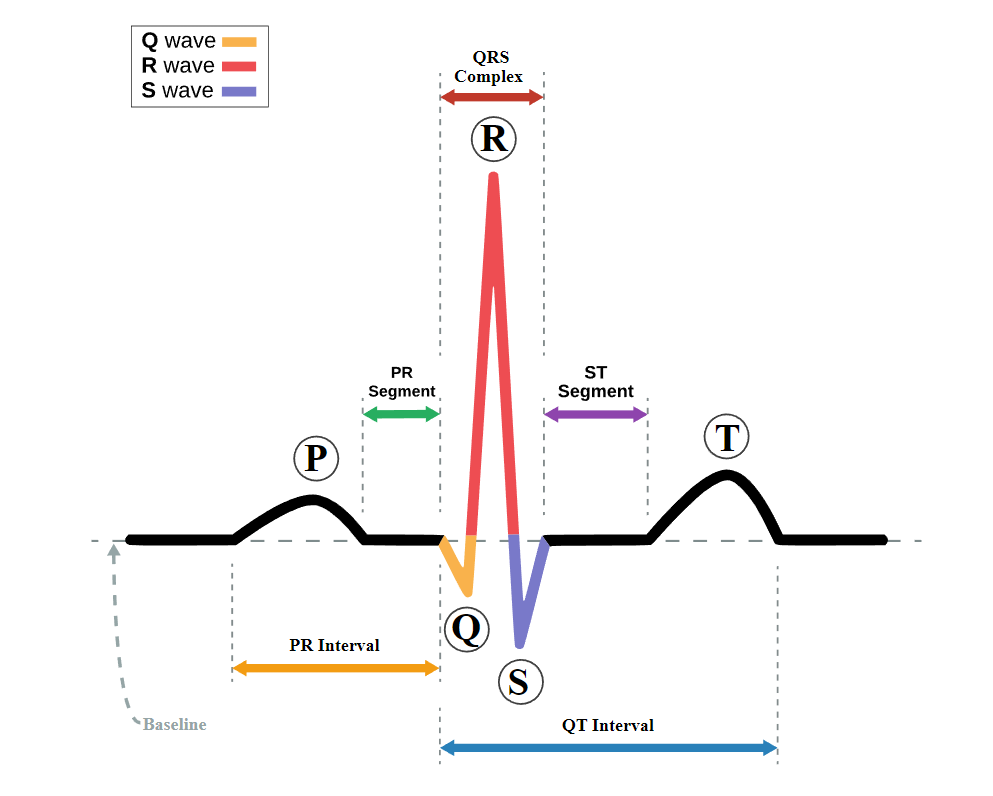 Q wave
R wave
S wave
QRS
Complex
R
PR
Segment
ST
Segment
P
T
Q
PR Interval
S
Baseline
QT Interval